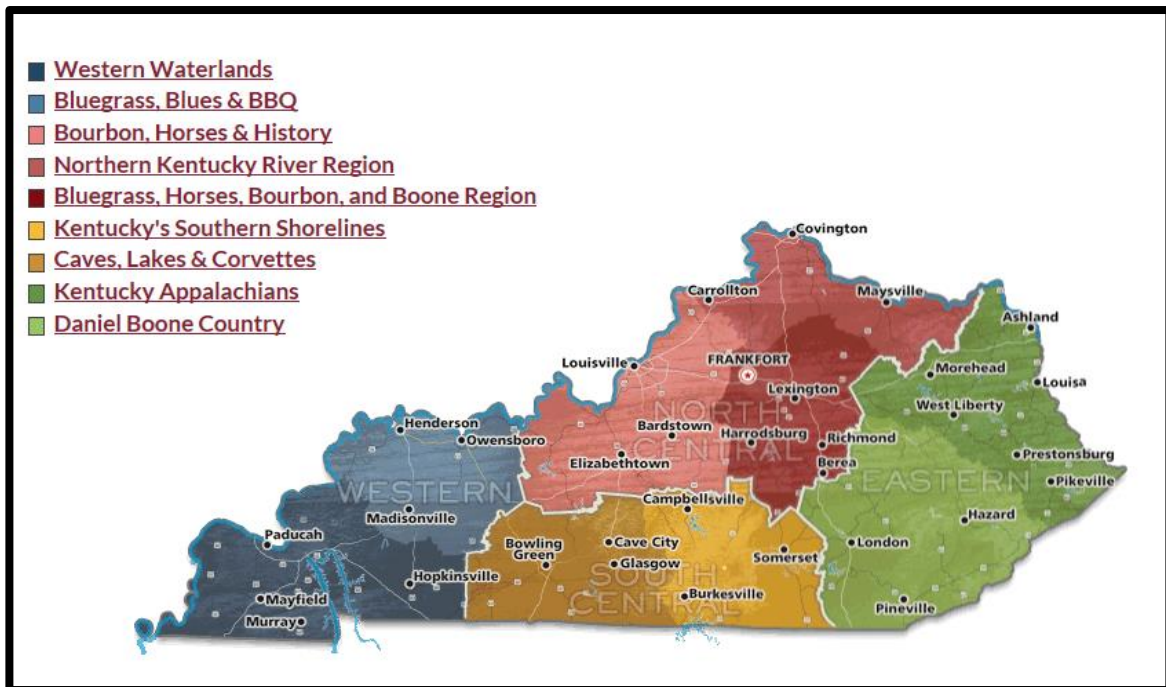 Western Waterlands
Bluegrass, Blues & BBQ
Bourbon, Horses & History
Northern Kentucky River Region
Bluegrass, Horses, Bourbon, and Boone Region
Kentucky's Southern Shorelines
Caves, Lakes & Corvettes
Kentucky Appalachians
Daniel Boone Country
Covington
Carrollton
Maysville
Ashland
Louisville
FRANKFORT
Morehead
Louisa
Lexington
West Liberty
NORTH
CENTRAL
Henderson
Owensboro
Bardstown
Harrodsburg
Richmond
Elizabethtown
Berea
Prestonsburg
EASTERN
Pikeville
WESTERN
Campbellsville
Madisonville
Hazard
Paducah
Bowling
Green
Cave City
Somerset
London
Glasgow
SOUTH
CENTRAL
Hopkinsville
Burkesville
Mayfield
Pineville
Murray